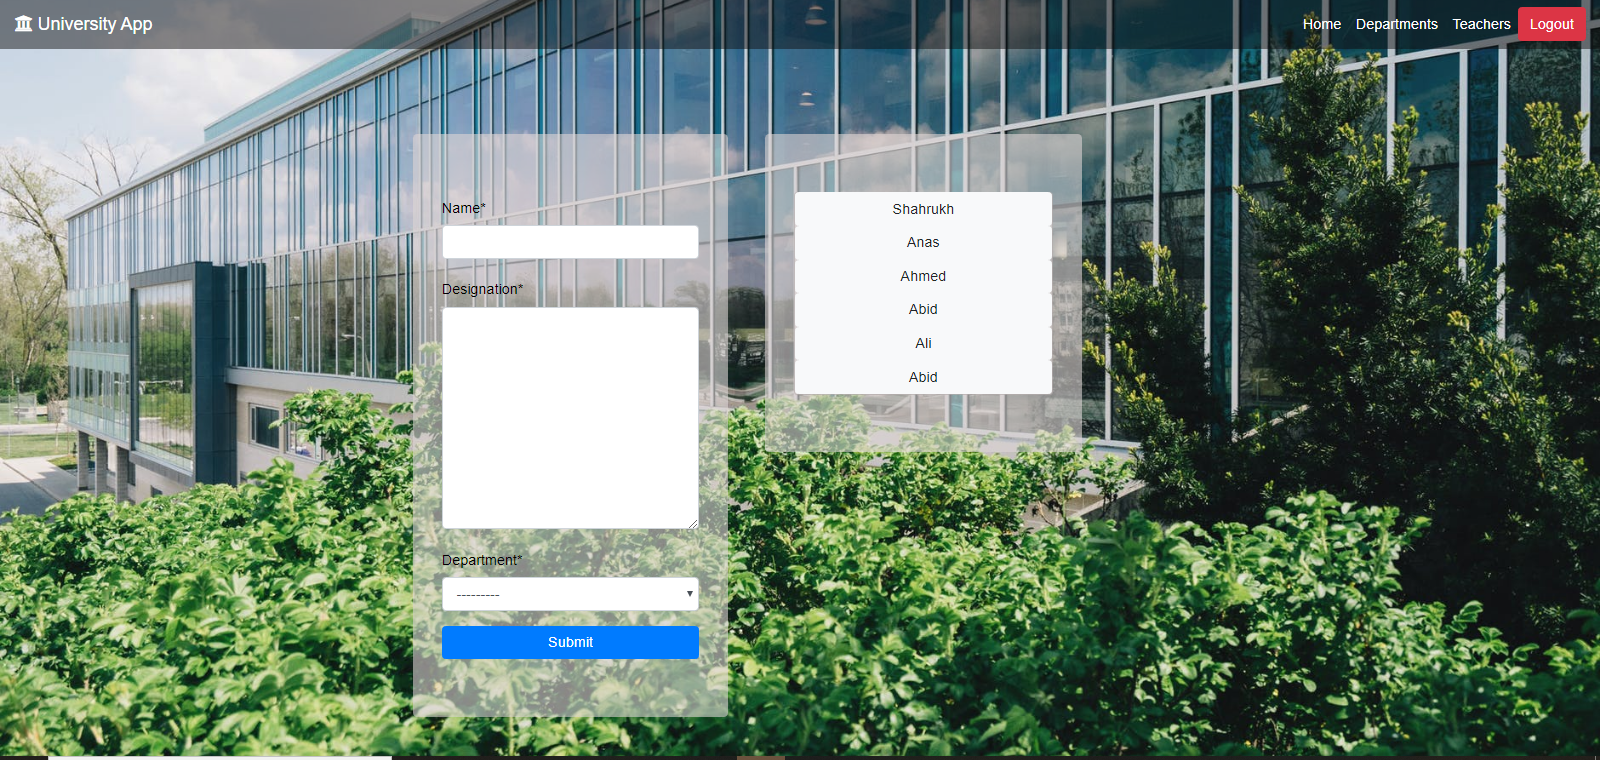 University App
Home Departments Teachers Logout
Name*
Designation*
Department*
---------
Submit
Shahrukh
Anas
Ahmed
Abid
Ali
Abid